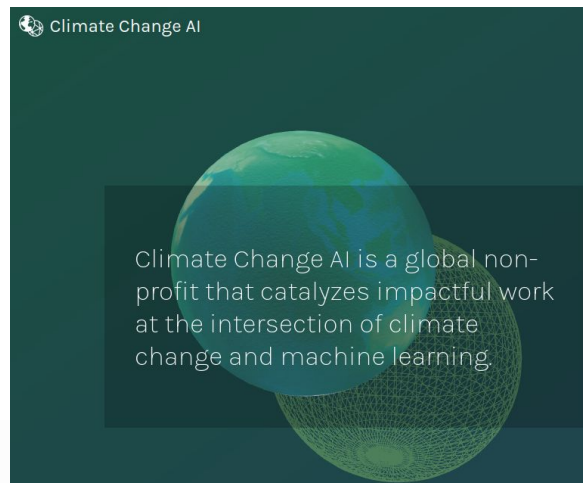 Climate Change AI
Climate Change AI is a global non-
profit that catalyzes impactful work
at the intersection of climate
change and machine learning.